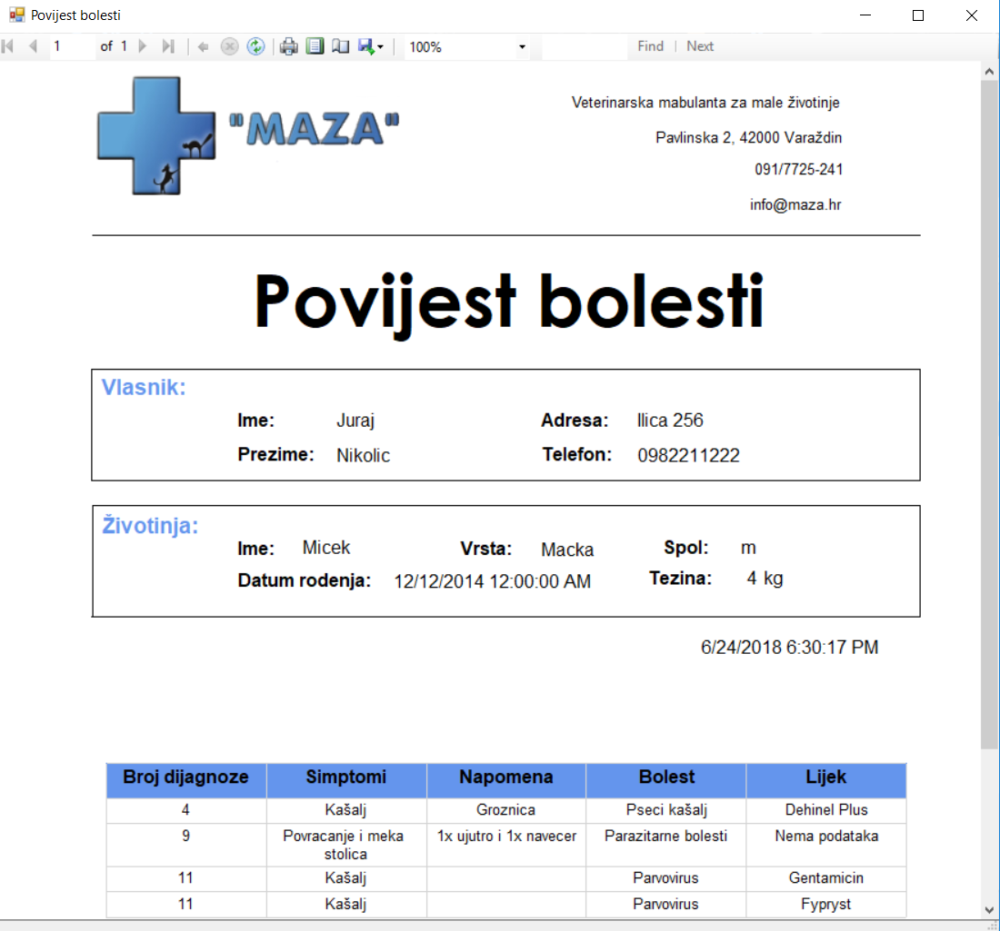 Povijest bolesti
1 of 1 100% Find | Next
"MAZA"
Veterinarska mabulanta za male životinje
Pavlinska 2, 42000 Varaždin
091/7725-241
info@maza.hr
Povijest bolesti
Vlasnik:
Ime: Juraj Adresa: Ilica 256
Prezime: Nikolic Telefon: 0982211222
Životinja:
Ime: Micek Vrsta: Macka Spol: m
Datum rodenja: 12/12/2014 12:00:00 AM Tezina: 4 kg
6/24/2018 6:30:17 PM
Broj dijagnoze Simptomi Napomena Bolest Lijek
4 Kašalj Groznica Pseci kašalj Dehinel Plus
9 Povracanje i meka 1x ujutro i 1x navecer Parazitarne bolesti Nema podataka
stolica
11 Kašalj Parvovirus Gentamicin
11 Kašalj Parvovirus Fypryst